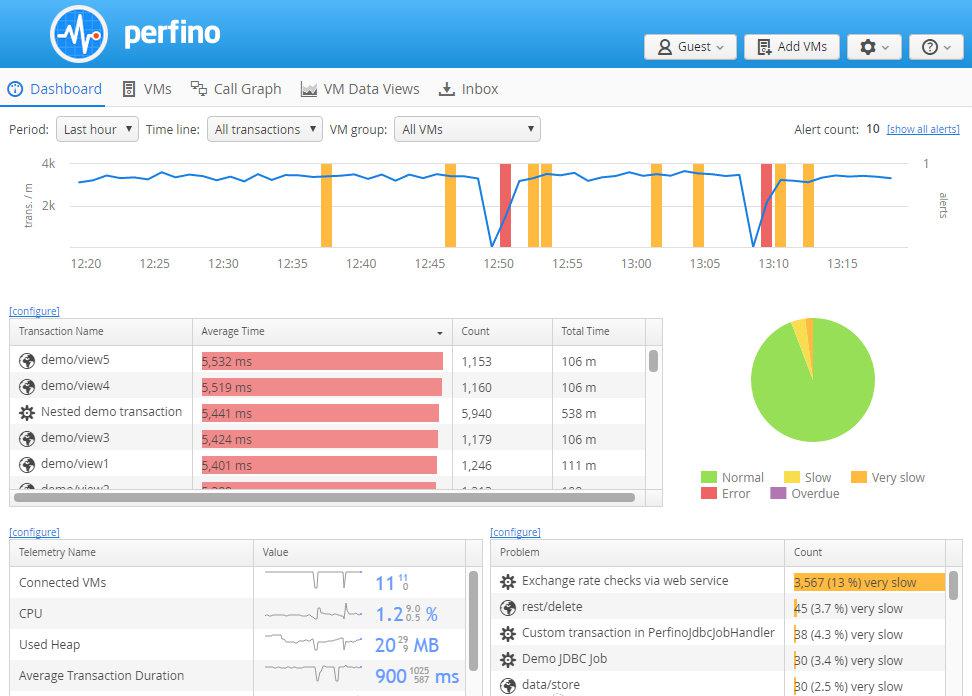 perfino
Guest Add VMs
Dashboard VMs Call Graph VM Data Views Inbox
Period: Last hour Time line: All transactions VM group: All VMs Alert count: 10 [show all alerts]
4k 1
2k
trans. / m
alerts
12:20 12:25 12:30 12:35 12:40 12:45 12:50 12:55 13:00 13:05 13:10 13:15
[configure]
Transaction Name Average Time Count Total Time
demo/view5 5,532 ms 1,153 106 m
demo/view4 5,519 ms 1,160 106 m
Nested demo transaction 5,441 ms 5,940 538 m
demo/view3 5,424 ms 1,179 106 m
demo/view1 5,401 ms 1,246 111 m
Normal Slow Very slow
Error Overdue
[configure]
Telemetry Name Value
Connected VMs 11 11 0
CPU 1.2 9.0 0.5 %
Used Heap 20 29 9 MB
Average Transaction Duration 900 1025 587 ms
[configure]
Problem Count
Exchange rate checks via web service 3,567 (13 %) very slow
rest/delete 45 (3.7 %) very slow
Custom transaction in PerfinoJdbcJobHandler 38 (4.3 %) very slow
Demo JDBC Job 30 (3.4 %) very slow
data/store 30 (2.5 %) very slow